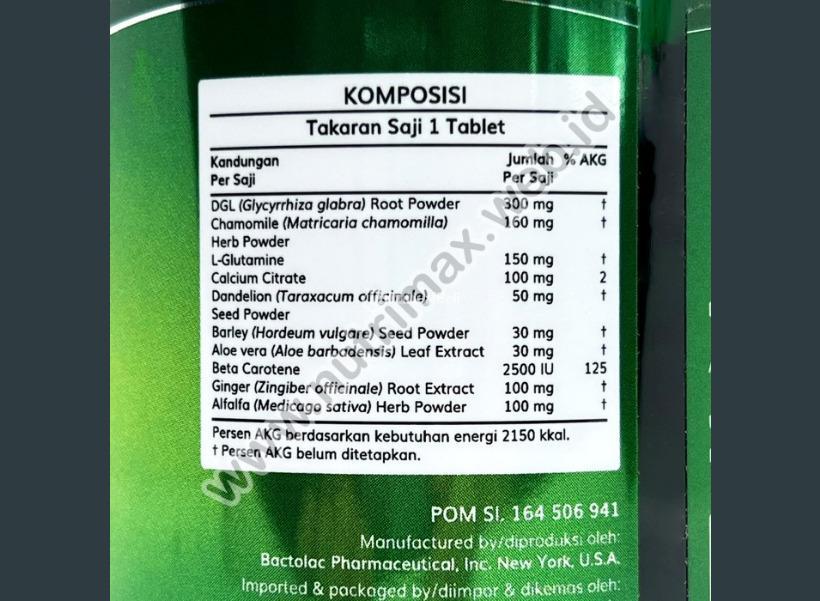 KOMPOSISI
Takaran Saji 1 Tablet
Kandungan Jumlah % AKG
Per Saji Per Saji
DGL (Glycyrrhiza glabra) Root Powder 300 mg †
Chamomile (Matricaria chamomilla) 160 mg †
Herb Powder
L-Glutamine 150 mg †
Calcium Citrate 100 mg 2
Dandelion (Taraxacum officinale) 50 mg †
Seed Powder
Barley (Hordeum vulgare) Seed Powder 30 mg †
Aloe vera (Aloe barbadensis) Leaf Extract 30 mg †
Beta Carotene 2500 IU 125
Ginger (Zingiber officinale) Root Extract 100 mg †
Alfalfa (Medicago sativa) Herb Powder 100 mg †
Persen AKG berdasarkan kebutuhan energi 2150 kkal.
† Persen AKG belum ditetapkan.
www.nutrimax.web.id
POM SI. 164 506 941
Manufactured by/diproduksi oleh:
Bactolac Pharmaceutical, Inc. New York, U.S.A.
Imported & packaged by/diimpor & dikemas oleh: